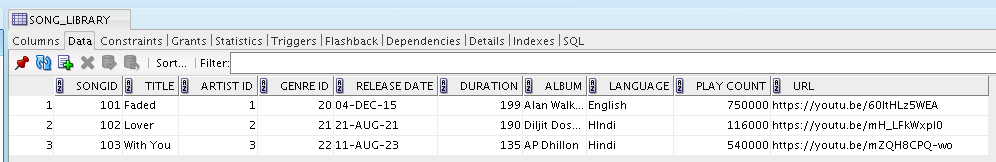 SONG_LIBRARY
Columns Data Constraints Grants Statistics Triggers Flashback Dependencies Details Indexes SQL
Sort... Filter:
SONGID TITLE ARTIST ID GENRE ID RELEASE DATE DURATION ALBUM LANGUAGE PLAY COUNT URL
1 101 Faded 1 20 04-DEC-15 199 Alan Walk... English 750000 https://youtu.be/60ItHLz5WEA
2 102 Lover 2 21 21-AUG-21 190 Diljit Dos... HIndi 116000 https://youtu.be/mH_LFkWxpI0
3 103 With You 3 22 11-AUG-23 135 AP Dhillon Hindi 540000 https://youtu.be/mZQH8CPQ-wo